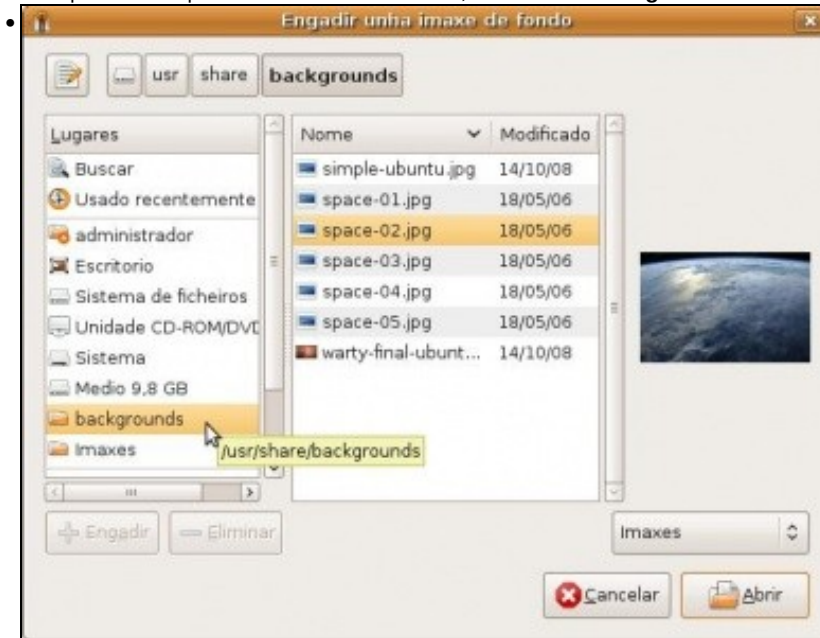 Engadir unha imaxe de fondo
usr share backgrounds
Lugares
Buscar
Usado recentemente
administrador
Escritorio
Sistema de ficheiros
Unidade CD-ROM/DVD
Sistema
Medio 9,8 GB
backgrounds
Imaxes
/usr/share/backgrounds
Nome Modificado
simple-ubuntu.jpg 14/10/08
space-01.jpg 18/05/06
space-02.jpg 18/05/06
space-03.jpg 18/05/06
space-04.jpg 18/05/06
space-05.jpg 18/05/06
warty-final-ubunt... 14/10/08
Engadir Eliminar
Imaxes
Cancelar Abrir